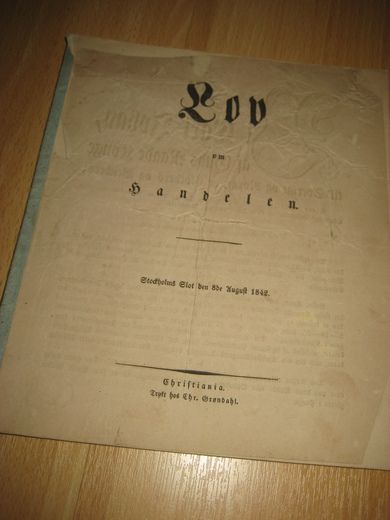 Lov
om
Handelen.
Stockholms Slot den 8de August 1842.
Christiania.
Trykt hos Chr. Grøndahl.